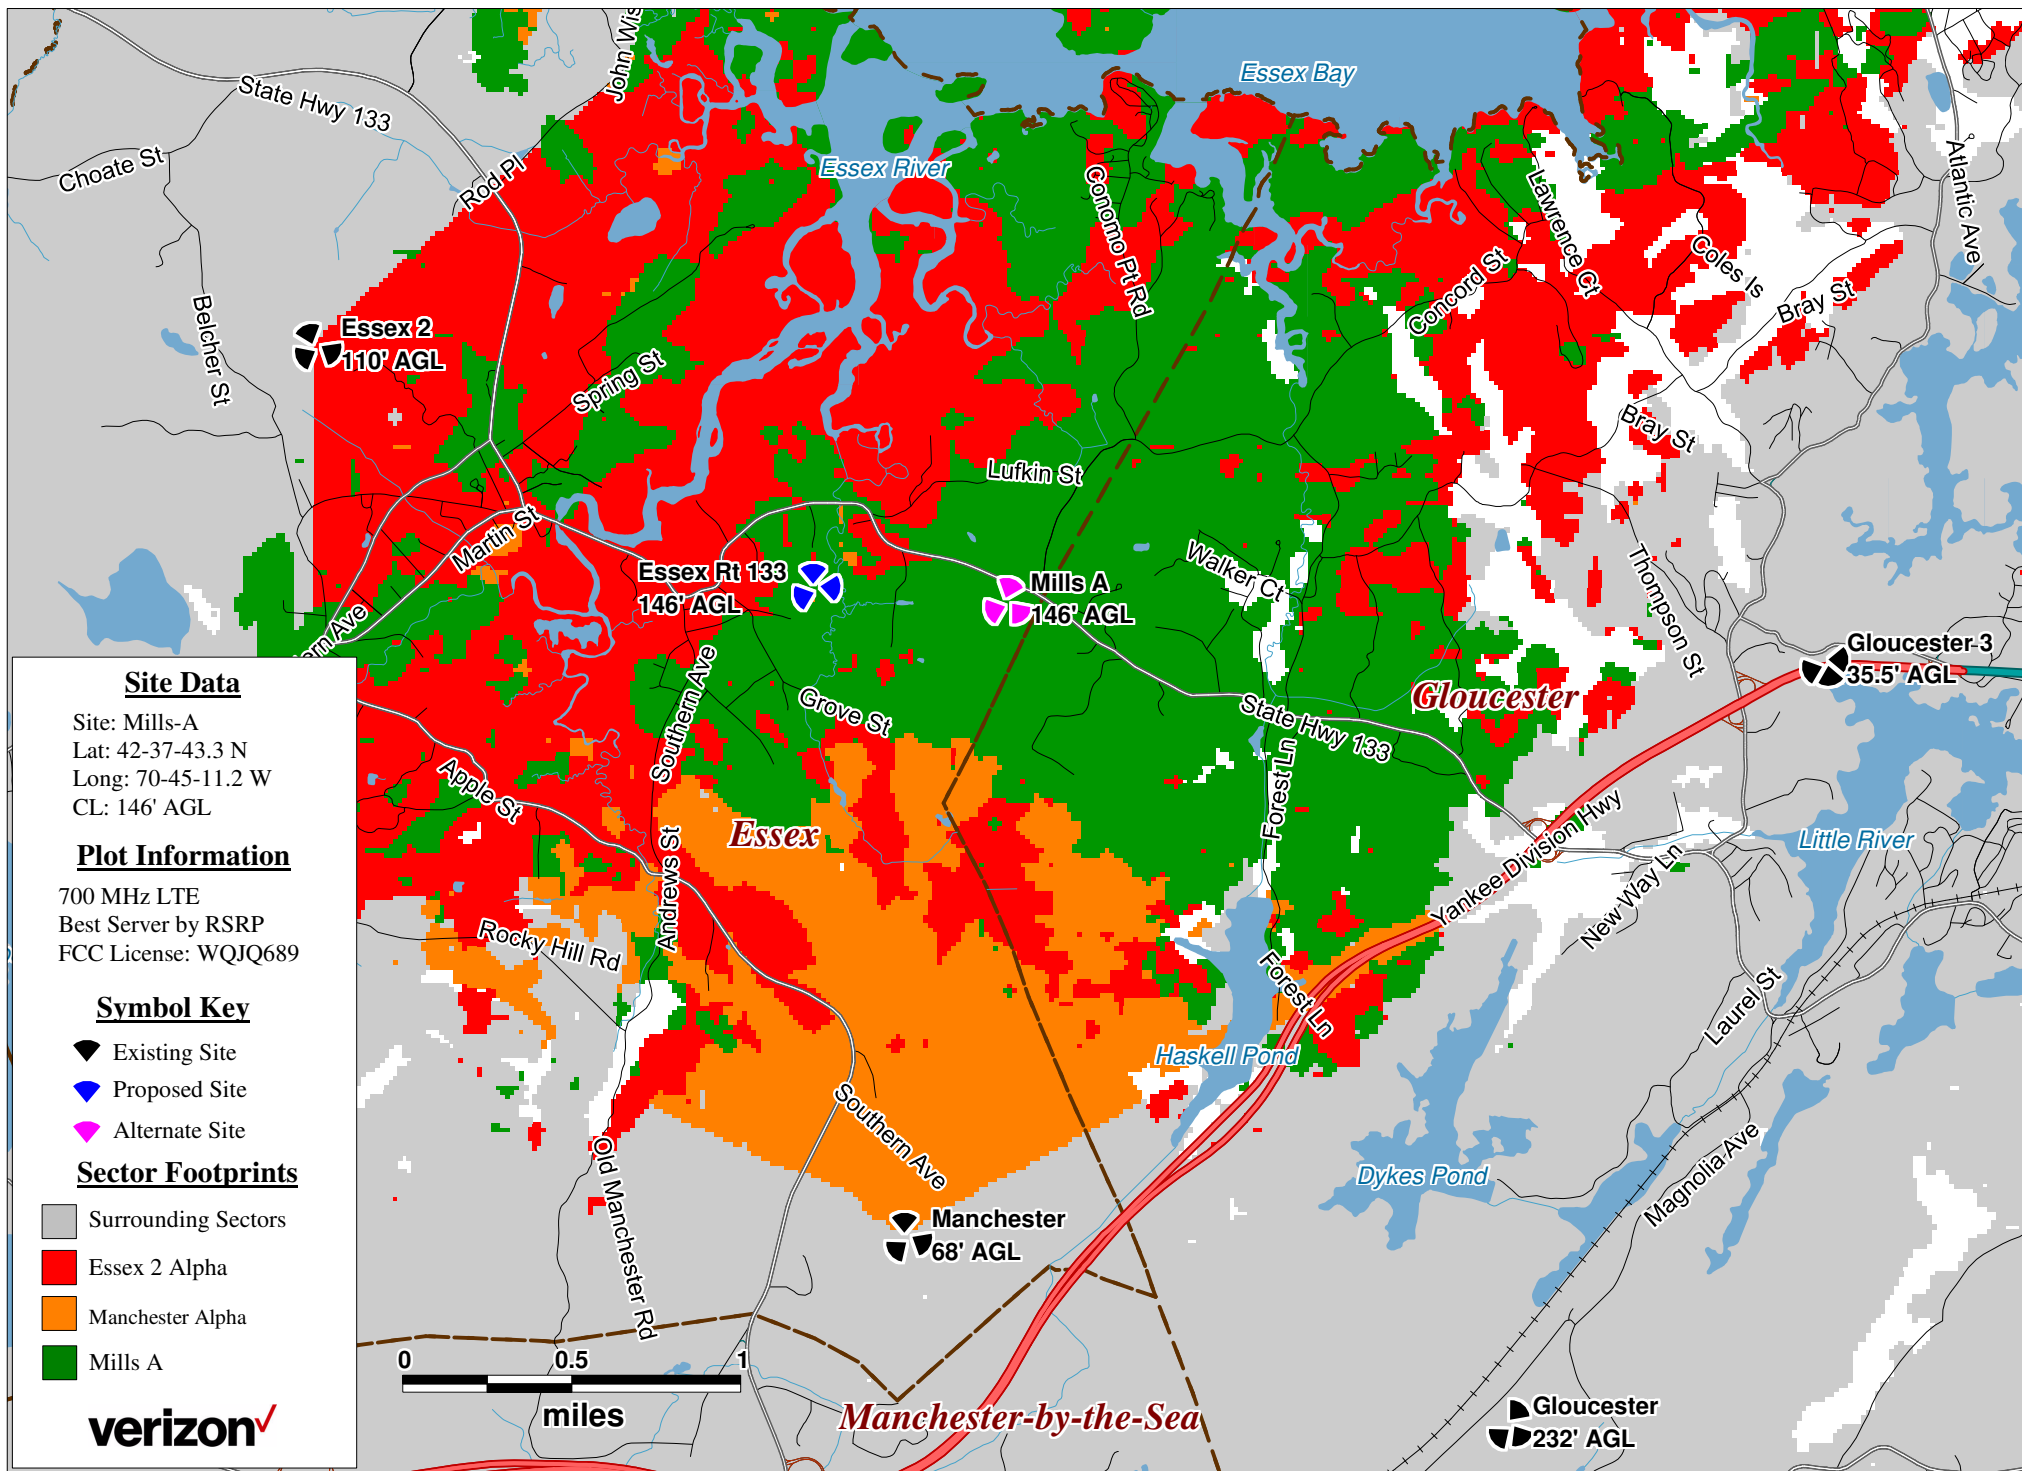 John Wis
State Hwy 133
Choate St
Rod Pl
Essex Bay
Essex River
Conomo Pt Rd
Lawrence Ct
Atlantic Ave
Coles Is
Bray St
Concord St
Belcher St
Essex 2
110' AGL
Spring St
Bray St
Lufkin St
Martin St
Walker Ct
Thompson St
Essex Rt 133
146' AGL
Mills A
146' AGL
Gloucester-3
35.5' AGL
ern Ave
Southern Ave
Grove St
Gloucester
State Hwy 133
Forest Ln
Apple St
Essex
Andrews St
Rocky Hill Rd
Yankee Division Hwy
New Way Ln
Little River
Forest Ln
Laurel St
Haskell Pond
Southern Ave
Old Manchester Rd
Dykes Pond
Magnolia Ave
Manchester
68' AGL
Gloucester
232' AGL
Manchester-by-the-Sea
0 0.5 1
miles
Site Data
Site: Mills-A
Lat: 42-37-43.3 N
Long: 70-45-11.2 W
CL: 146' AGL
Plot Information
700 MHz LTE
Best Server by RSRP
FCC License: WQJQ689
Symbol Key
Existing Site
Proposed Site
Alternate Site
Sector Footprints
Surrounding Sectors
Essex 2 Alpha
Manchester Alpha
Mills A
verizon